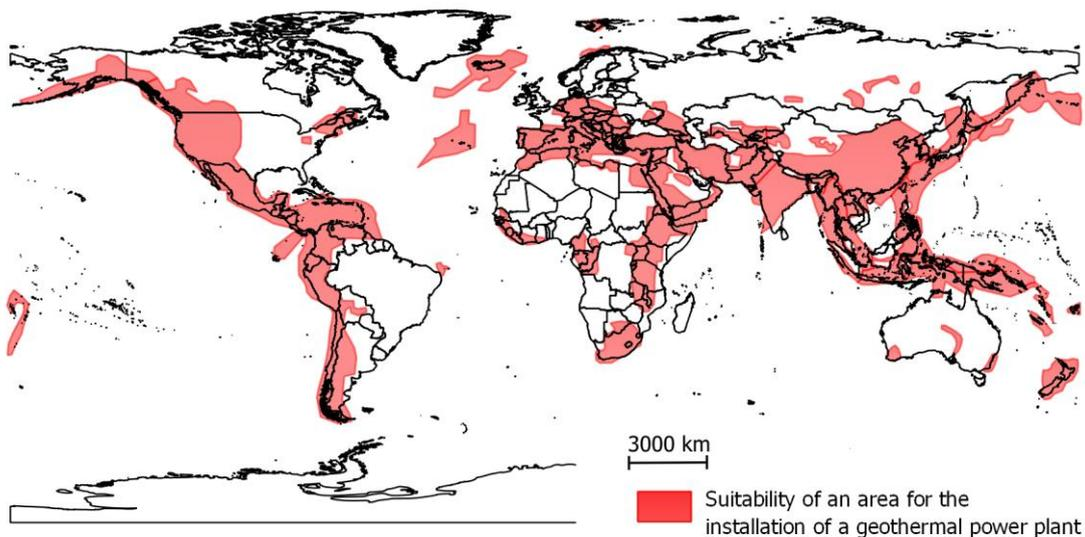 3000 km
Suitability of an area for the
installation of a geothermal power plant